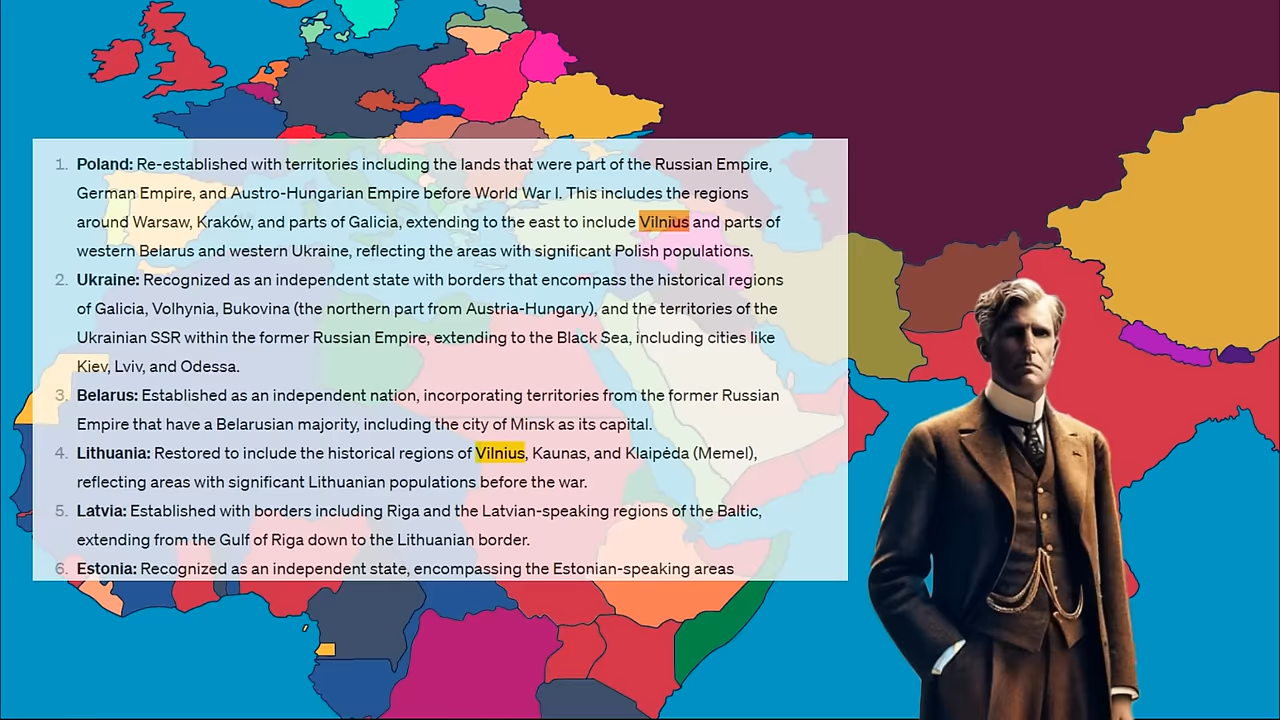 1. Poland: Re-established with territories including the lands that were part of the Russian Empire,
German Empire, and Austro-Hungarian Empire before World War I. This includes the regions
around Warsaw, Kraków, and parts of Galicia, extending to the east to include Vilnius and parts of
western Belarus and western Ukraine, reflecting the areas with significant Polish populations.
2. Ukraine: Recognized as an independent state with borders that encompass the historical regions
of Galicia, Volhynia, Bukovina (the northern part from Austria-Hungary), and the territories of the
Ukrainian SSR within the former Russian Empire, extending to the Black Sea, including cities like
Kiev, Lviv, and Odessa.
3. Belarus: Established as an independent nation, incorporating territories from the former Russian
Empire that have a Belarusian majority, including the city of Minsk as its capital.
4. Lithuania: Restored to include the historical regions of Vilnius, Kaunas, and Klaipėda (Memel),
reflecting areas with significant Lithuanian populations before the war.
5. Latvia: Established with borders including Riga and the Latvian-speaking regions of the Baltic,
extending from the Gulf of Riga down to the Lithuanian border.
6. Estonia: Recognized as an independent state, encompassing the Estonian-speaking areas